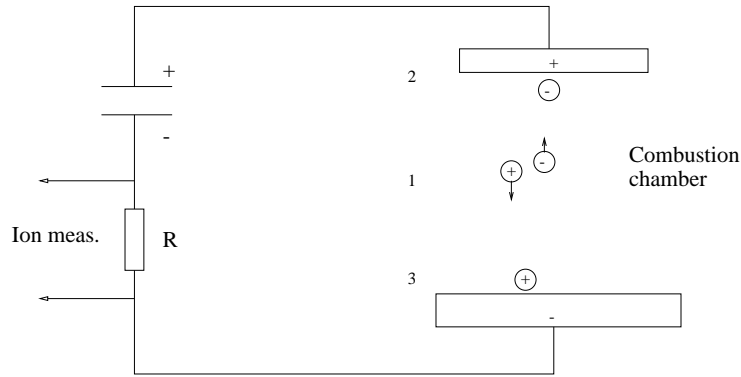 +
-
2
+
-
1
+
-
Combustion
chamber
Ion meas.
R
3
+
-